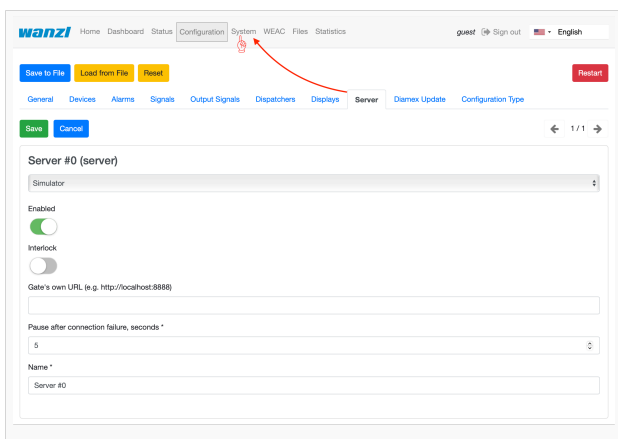 wanzl Home Dashboard Status Configuration System WEAC Files Statistics guest Sign out English
Save to File Load from File Reset Restart
General Devices Alarms Signals Output Signals Dispatchers Displays Server Diamex Update Configuration Type
Save Cancel 1 / 1
Server #0 (server)
Simulator
Enabled
Interlock
Gate's own URL (e.g. http://localhost:8888)
Pause after connection failure, seconds *
5
Name *
Server #0